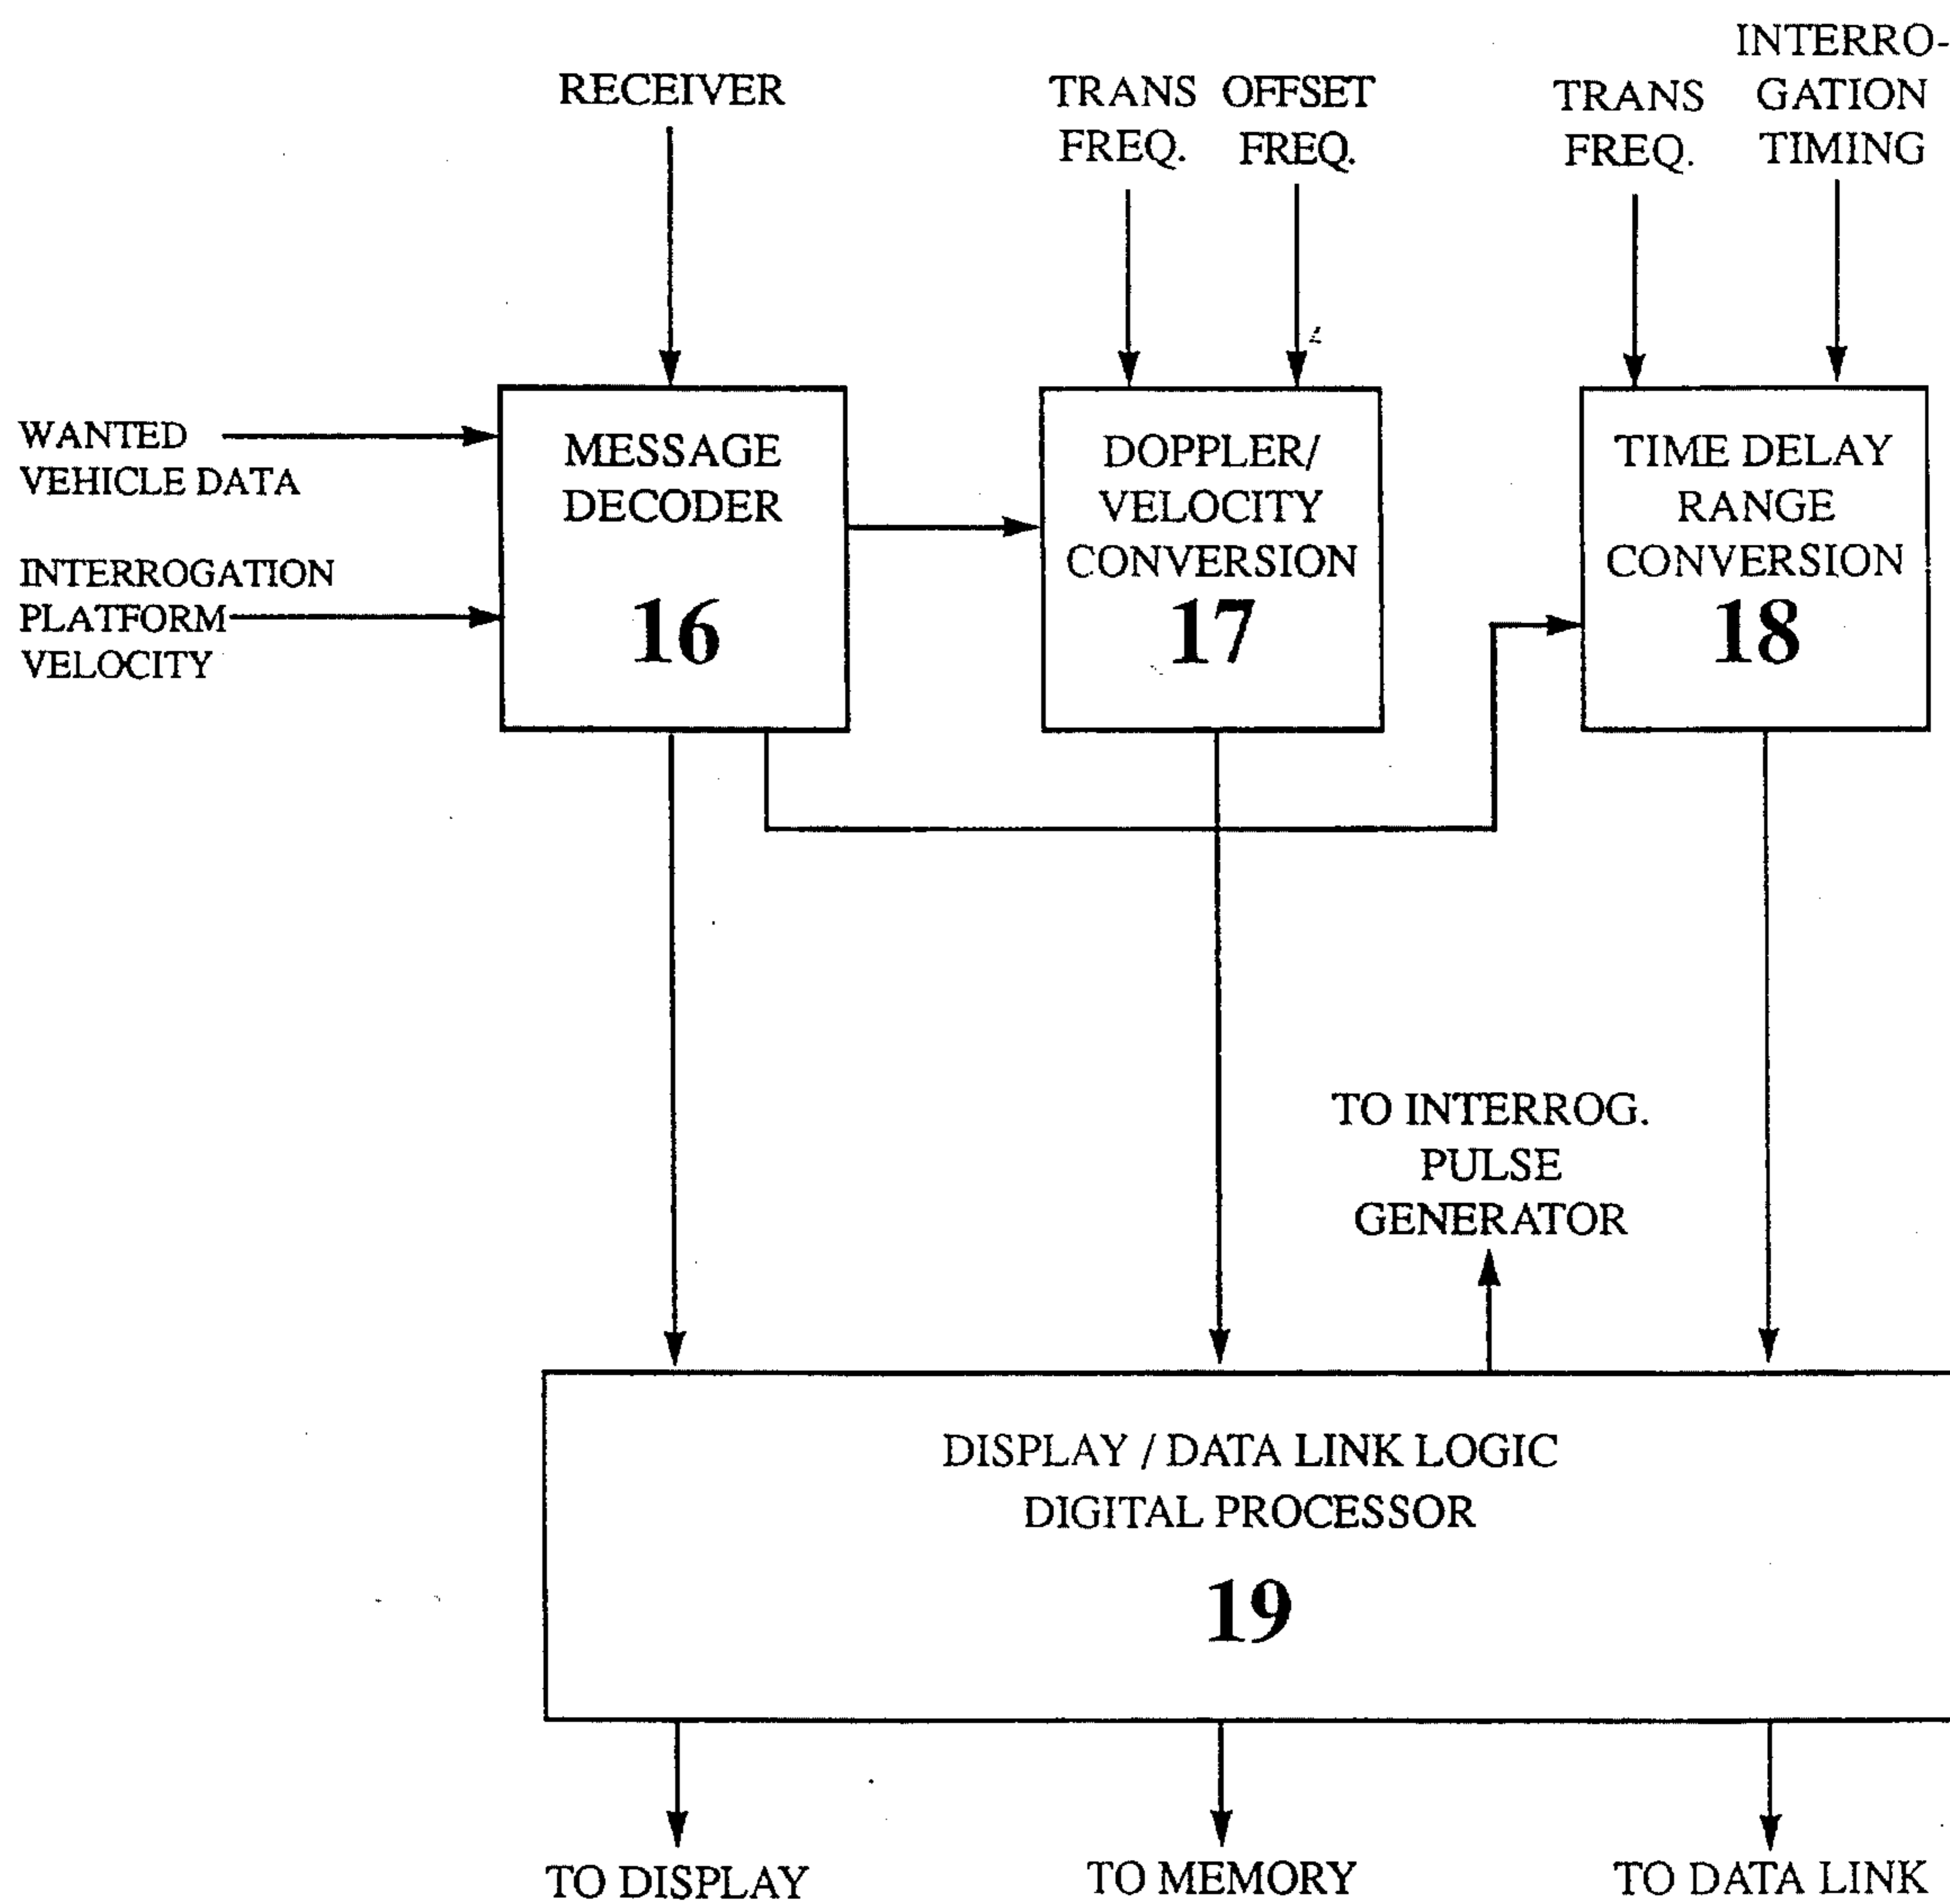 RECEIVER
TRANS
FREQ.
OFFSET
FREQ.
TRANS
FREQ.
INTERRO-
GATION
TIMING
WANTED
VEHICLE DATA
INTERROGATION
PLATFORM
VELOCITY
MESSAGE
DECODER
16
DOPPLER/
VELOCITY
CONVERSION
17
TIME DELAY
RANGE
CONVERSION
18
TO INTERROG.
PULSE
GENERATOR
DISPLAY / DATA LINK LOGIC
DIGITAL PROCESSOR
19
TO DISPLAY
TO MEMORY
TO DATA LINK